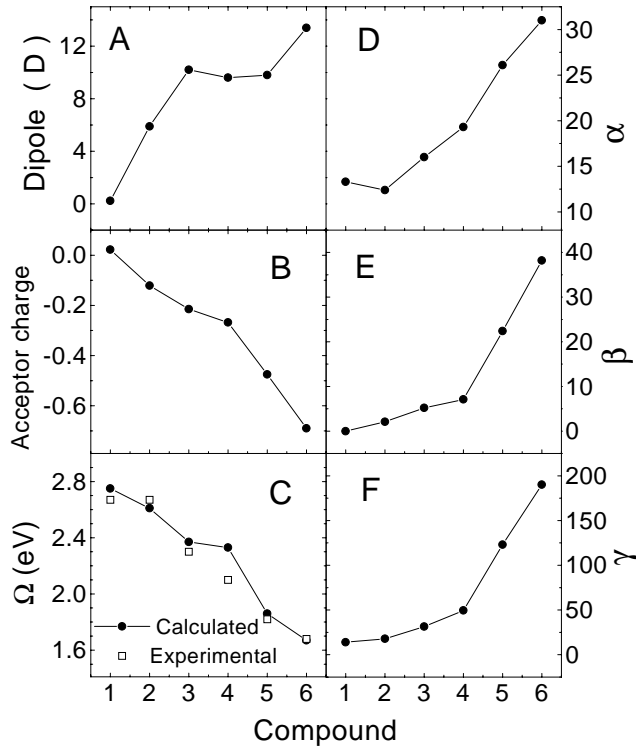 A
Dipole ( D )
12
8
4
0
D
30
25
20
15
10
α
B
Acceptor charge
0.0
-0.2
-0.4
-0.6
E
40
30
20
10
0
β
C
Ω (eV)
2.8
2.4
2.0
1.6
Calculated
Experimental
F
200
150
100
50
0
γ
1 2 3 4 5 6
1 2 3 4 5 6
Compound